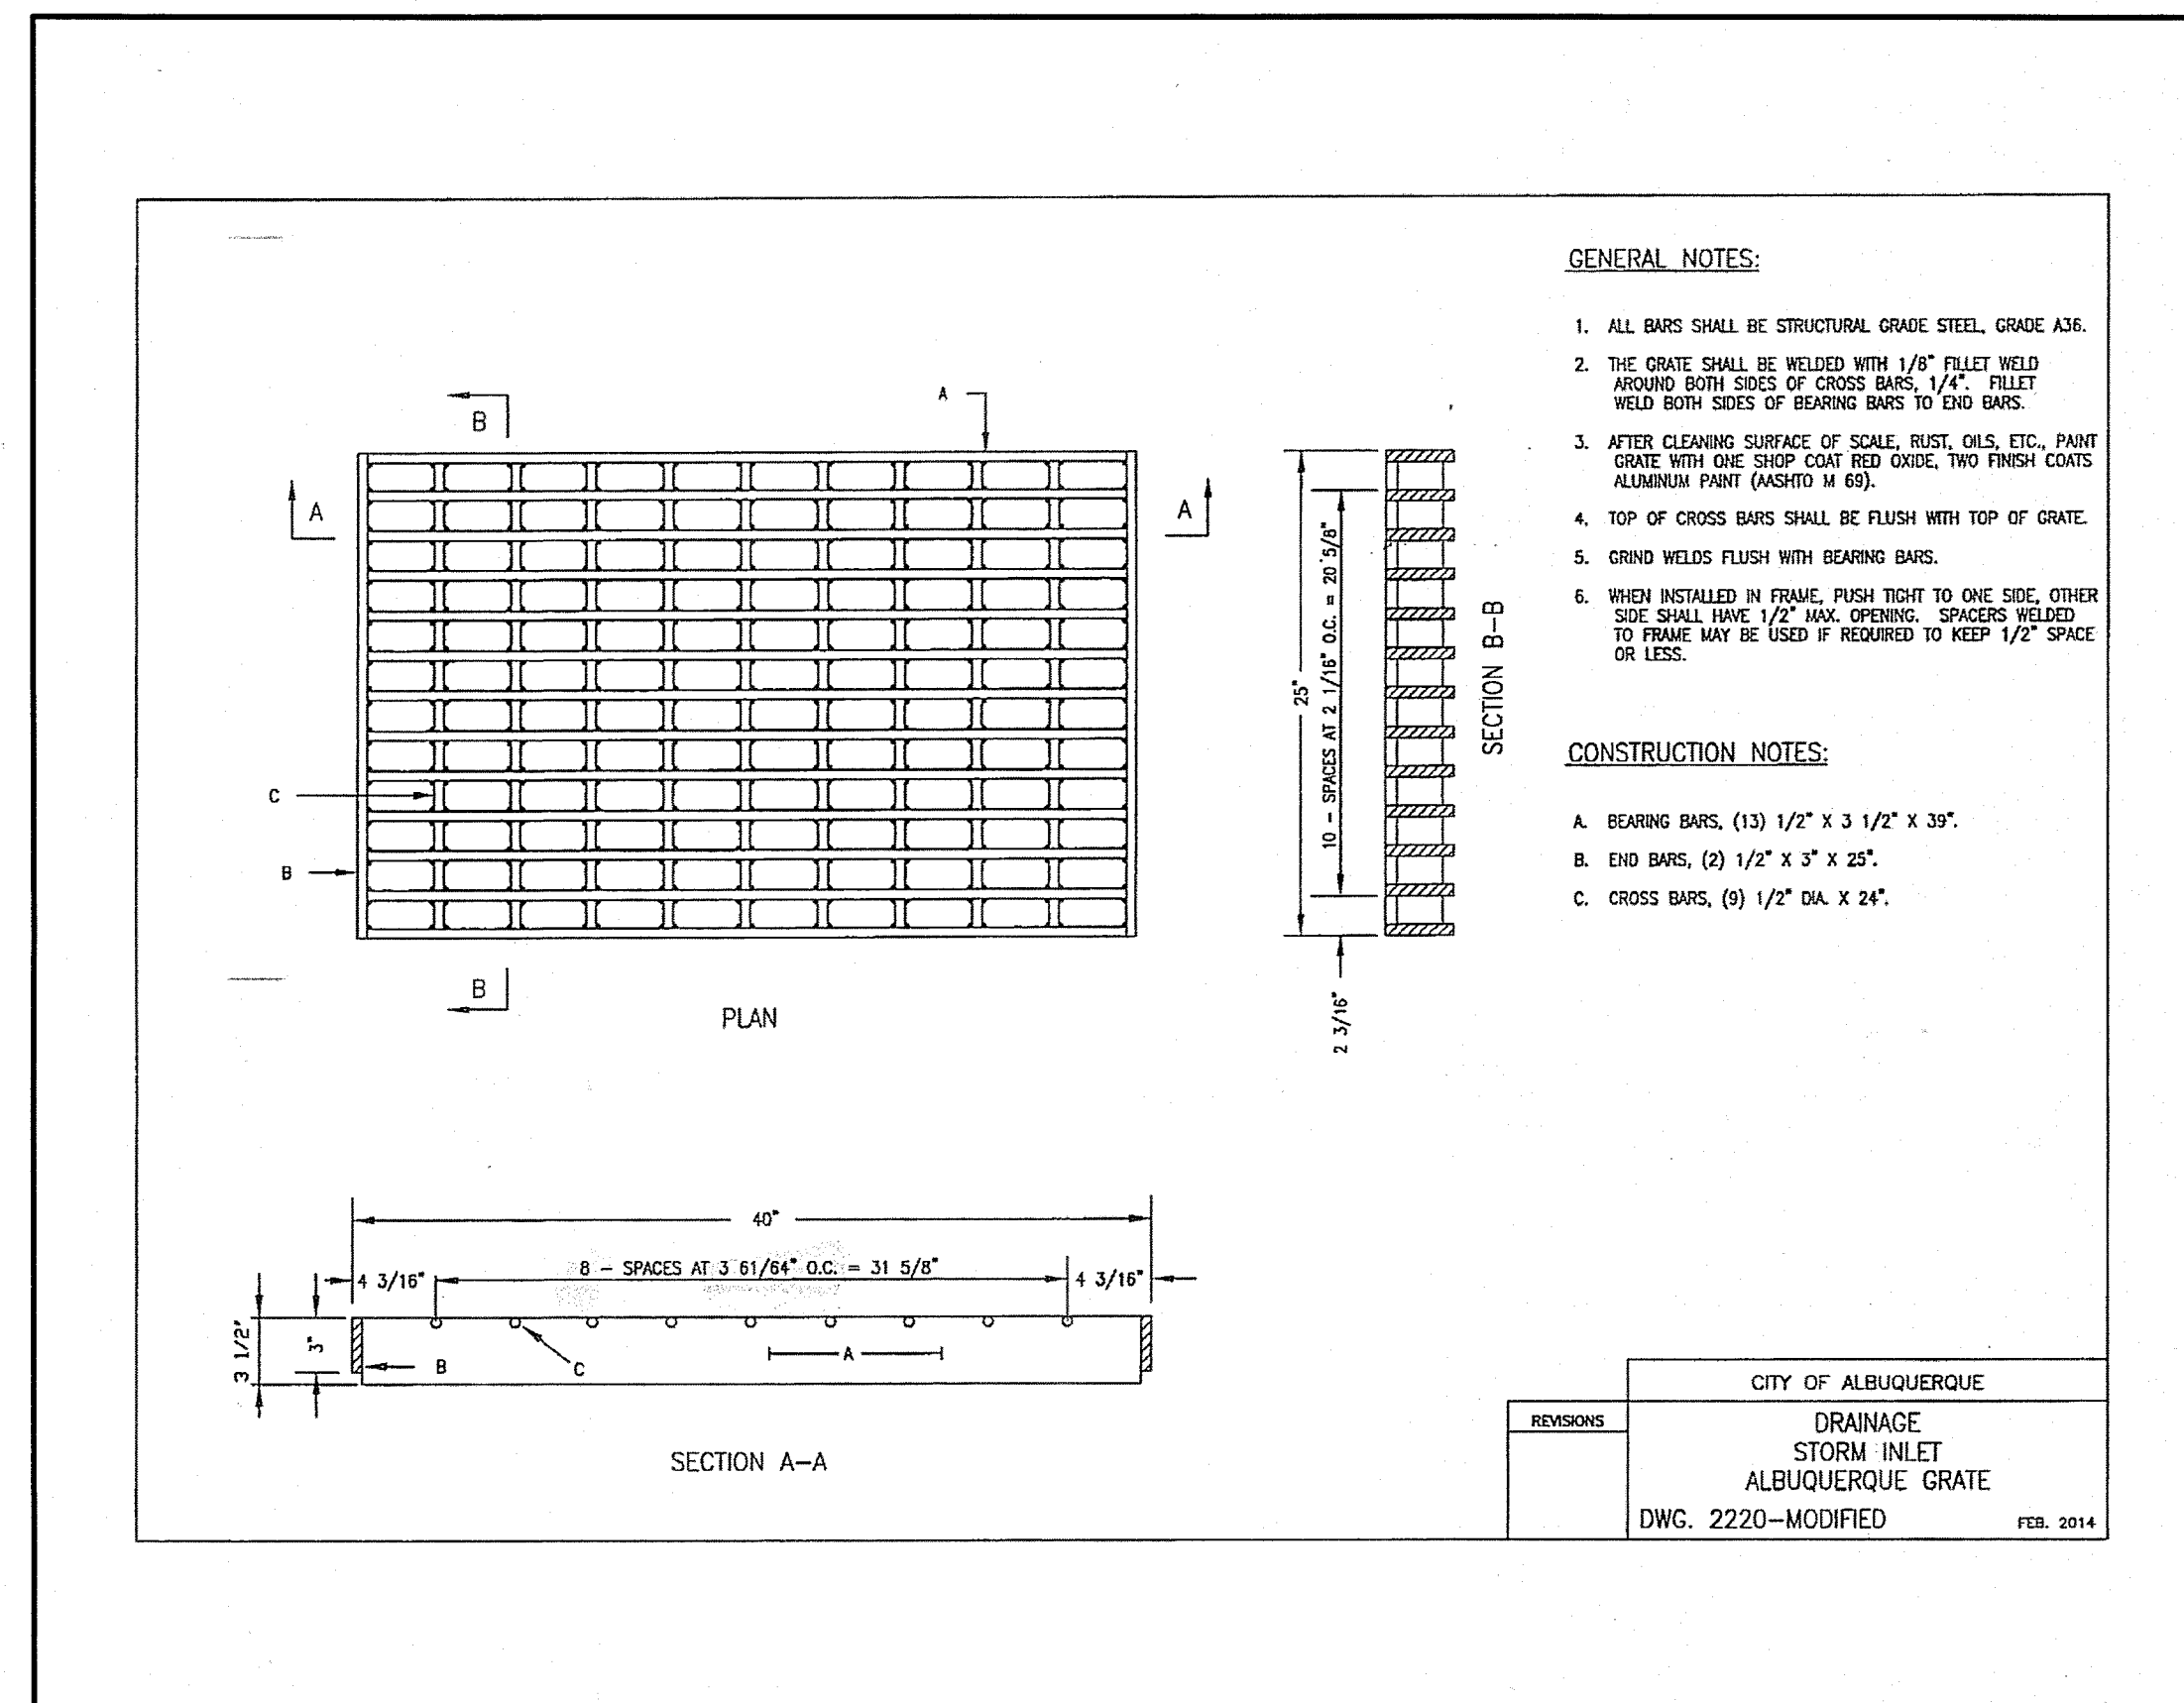 GENERAL NOTES:
1. ALL BARS SHALL BE STRUCTURAL GRADE STEEL, GRADE A36.
2. THE GRATE SHALL BE WELDED WITH 1/8" FILLET WELD
AROUND BOTH SIDES OF CROSS BARS, 1/4". FILLET
WELD BOTH SIDES OF BEARING BARS TO END BARS.
3. AFTER CLEANING SURFACE OF SCALE, RUST, OILS, ETC., PAINT
GRATE WITH ONE SHOP COAT RED OXIDE, TWO FINISH COATS
ALUMINUM PAINT (AASHTO M 69).
4. TOP OF CROSS BARS SHALL BE FLUSH WITH TOP OF GRATE.
5. GRIND WELDS FLUSH WITH BEARING BARS.
6. WHEN INSTALLED IN FRAME, PUSH TIGHT TO ONE SIDE, OTHER
SIDE SHALL HAVE 1/2" MAX. OPENING. SPACERS WELDED
TO FRAME MAY BE USED IF REQUIRED TO KEEP 1/2" SPACE
OR LESS.
CONSTRUCTION NOTES:
A. BEARING BARS, (13) 1/2" X 3 1/2" X 39".
B. END BARS, (2) 1/2" X 3" X 25".
C. CROSS BARS, (9) 1/2" DIA. X 24".
B
A
A
A
C
B
B
PLAN
25"
10 - SPACES AT 2 1/16" O.C. = 20 5/8"
2 3/16"
SECTION B-B
40"
4 3/16"
8 - SPACES AT 3 61/64" O.C. = 31 5/8"
4 3/16"
3 1/2"
3"
B
C
A
SECTION A-A
CITY OF ALBUQUERQUE
REVISIONS
DRAINAGE
STORM INLET
ALBUQUERQUE GRATE
DWG. 2220-MODIFIED
FEB. 2014